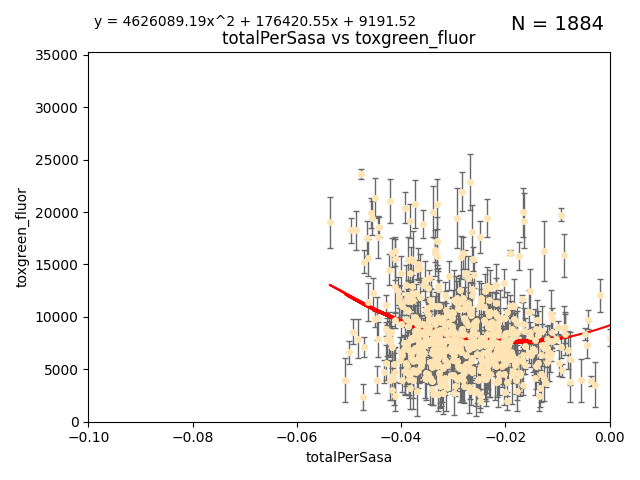 y = 4626089.19x^2 + 176420.55x + 9191.52
N = 1884
totalPerSasa vs toxgreen_fluor
35000
30000
25000
20000
15000
10000
5000
0
toxgreen_fluor
−0.10 −0.08 −0.06 −0.04 −0.02 0.00
totalPerSasa